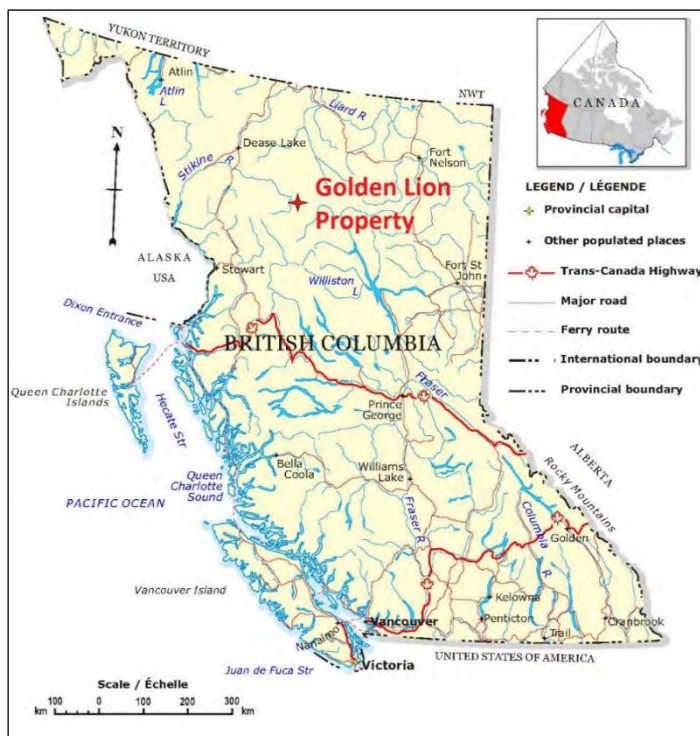 YUKON TERRITORY
NWT
Atlin
Atlin
L
Liard R
CANADA
N
Dease Lake
Fort
Nelson
Stikine R
Golden Lion
Property
LEGEND / LÉGENDE
Provincial capital
Other populated places
Trans-Canada Highway
Major road
Ferry route
International boundary
Provincial boundary
ALASKA
USA
Stewart
Williston
L
Fort St
John
Dixon Entrance
BRITISH COLUMBIA
Queen Charlotte
Islands
Hecate Str
Fraser
Prince
George
ALBERTA
Rocky Mountains
Bella
Coola
Williams
Lake
Queen
Charlotte
Sound
PACIFIC OCEAN
Fraser R
Columbia
R
Golden
Vancouver Island
Kelowna
Penticton
Trail
Cranbrook
Vancouver
Nanaimo
Victoria
Juan de Fuca Str
UNITED STATES OF AMERICA
Scale / Échelle
100 0 100 200 300
km km